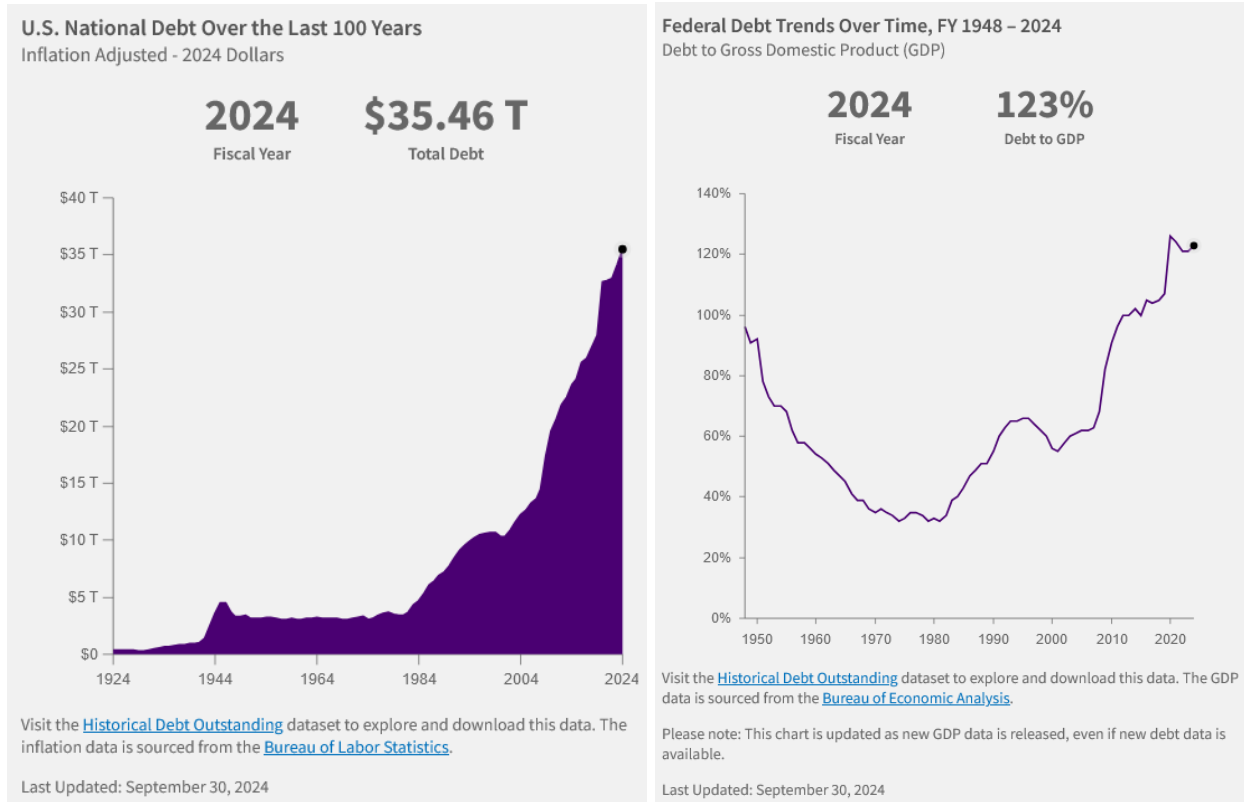 U.S. National Debt Over the Last 100 Years
Inflation Adjusted - 2024 Dollars
2024
$35.46 T
Fiscal Year
Total Debt
$40 T
$35 T
$30 T
$25 T
$20 T
$15 T
$10 T
$5 T
$0
1924
1944
1964
1984
2004
2024
Visit the Historical Debt Outstanding dataset to explore and download this data. The
inflation data is sourced from the Bureau of Labor Statistics.
Last Updated: September 30, 2024
Federal Debt Trends Over Time, FY 1948 – 2024
Debt to Gross Domestic Product (GDP)
2024
123%
Fiscal Year
Debt to GDP
140%
120%
100%
80%
60%
40%
20%
0%
1950
1960
1970
1980
1990
2000
2010
2020
Visit the Historical Debt Outstanding dataset to explore and download this data. The GDP
data is sourced from the Bureau of Economic Analysis.
Please note: This chart is updated as new GDP data is released, even if new debt data is
available.
Last Updated: September 30, 2024